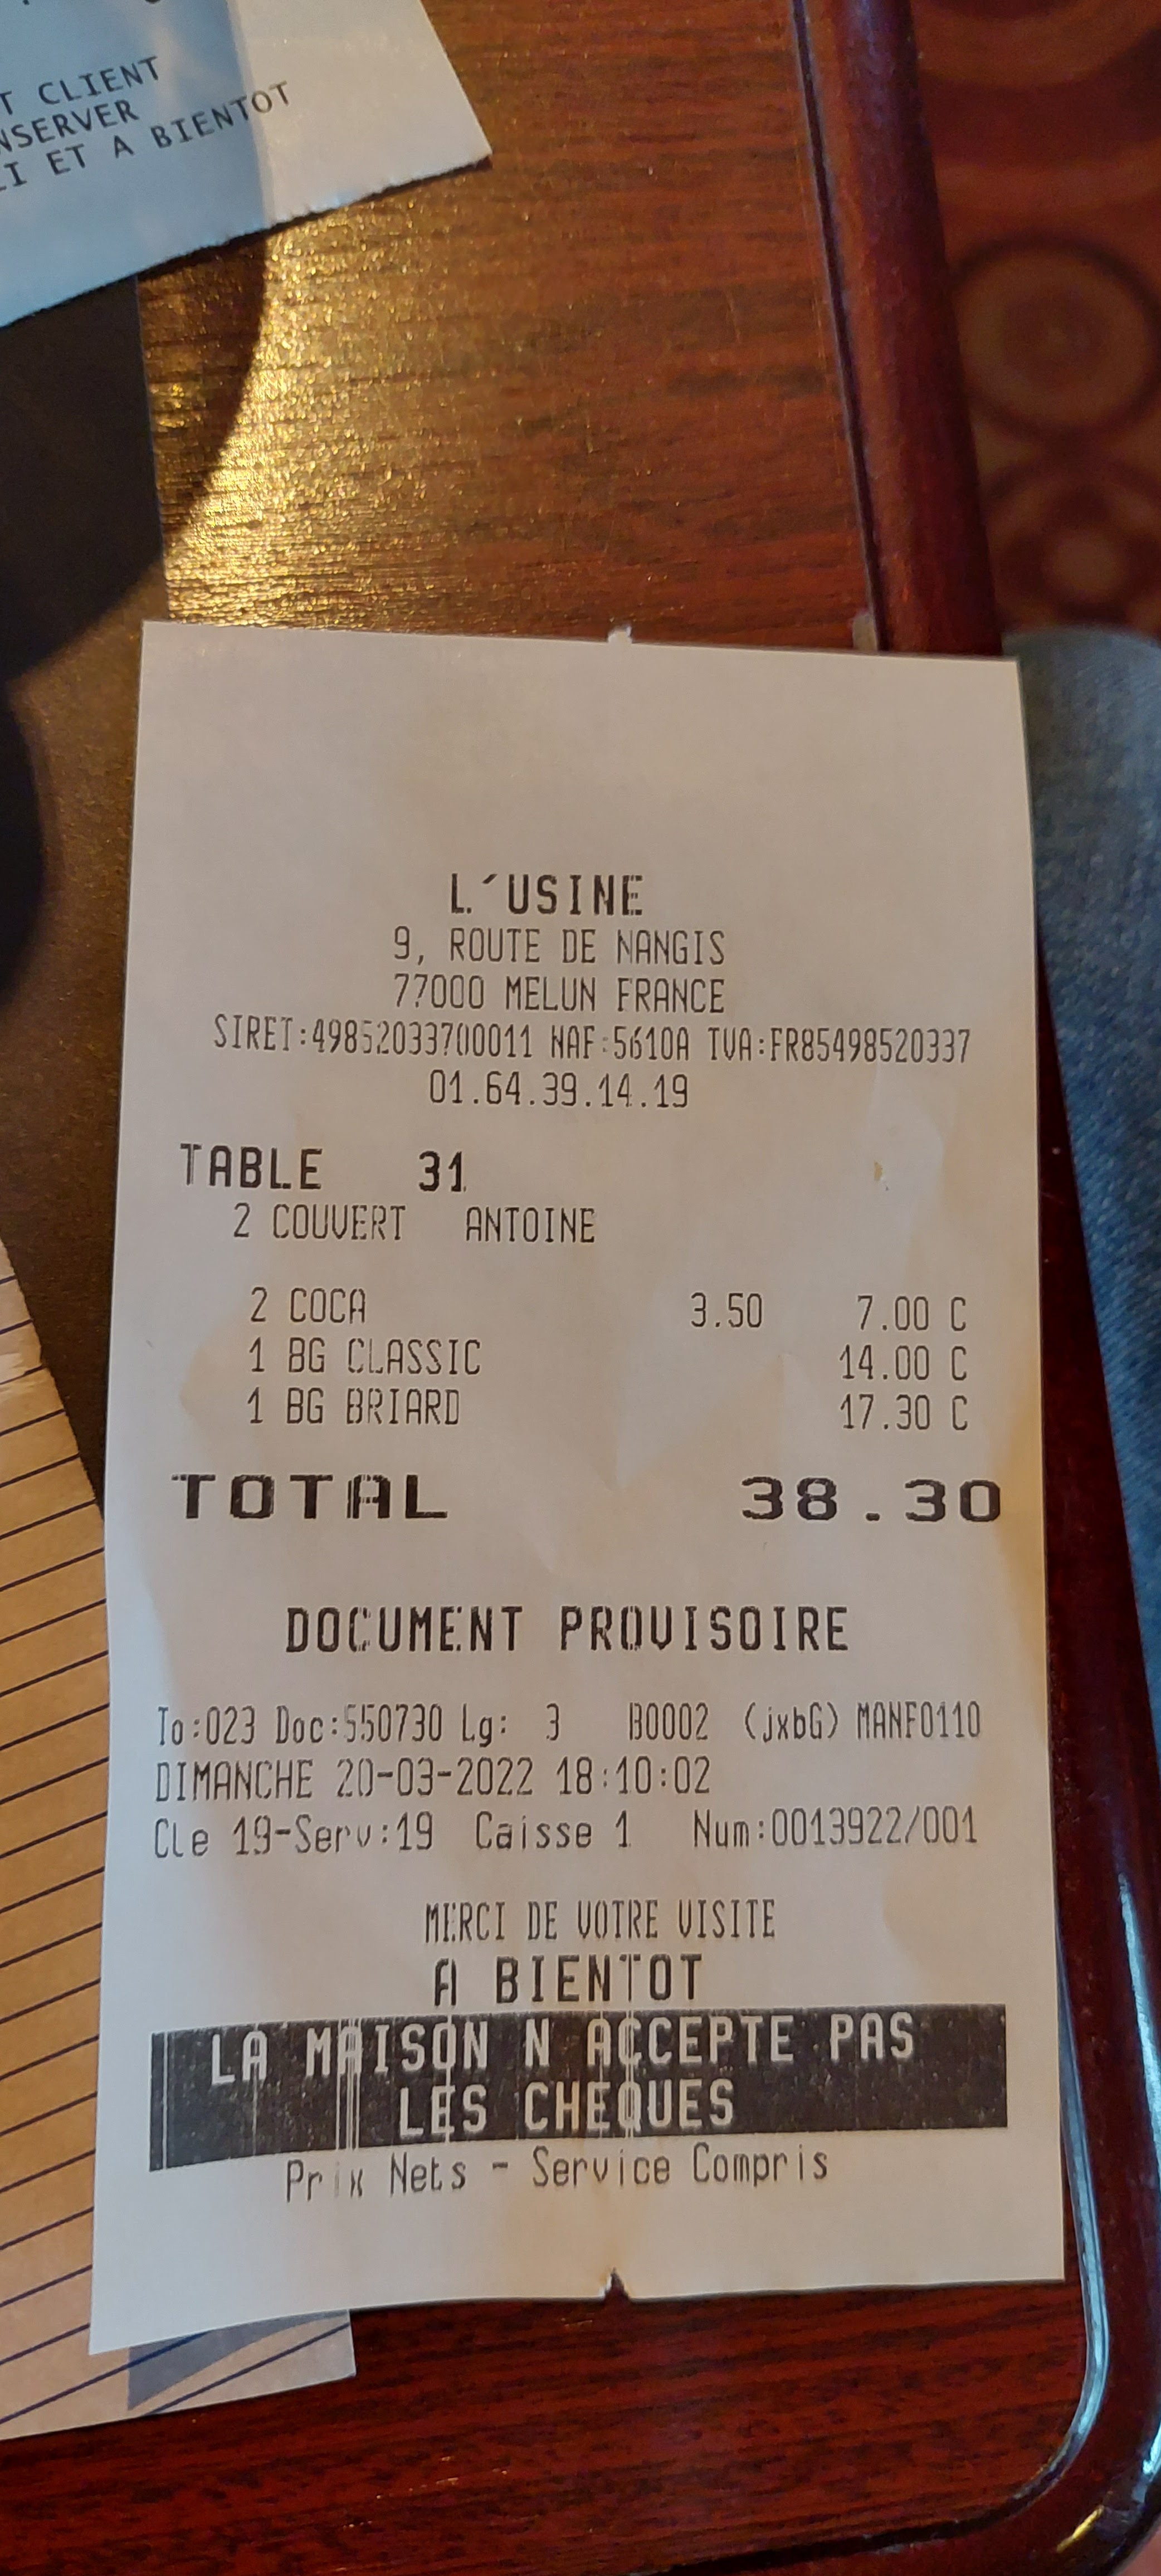 T CLIENT
NSERVER
CI ET A BIENTOT
L'USINE
9, ROUTE DE NANGIS
77000 MELUN FRANCE
SIRET:49852033700011 NAF:5610A TVA:FR85498520337
01.64.39.14.19
TABLE 31
2 COUVERT ANTOINE
2 COCA 3.50 7.00 C
1 BG CLASSIC 14.00 C
1 BG BRIARD 17.30 C
TOTAL 38.30
DOCUMENT PROVISOIRE
To:023 Doc:550730 Lg: 3 B0002 (jxbG) MANF0110
DIMANCHE 20-03-2022 18:10:02
Cle 19-Serv:19 Caisse 1 Num:0013922/001
MERCI DE VOTRE VISITE
A BIENTOT
LA MAISON N ACCEPTE PAS
LES CHEQUES
Prix Nets - Service Compris